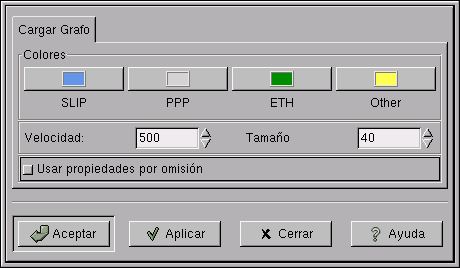 Cargar Grafo
Colores
SLIP PPP ETH Other
Velocidad: 500 Tamaño 40
Usar propiedades por omisión
Aceptar Aplicar Cerrar Ayuda